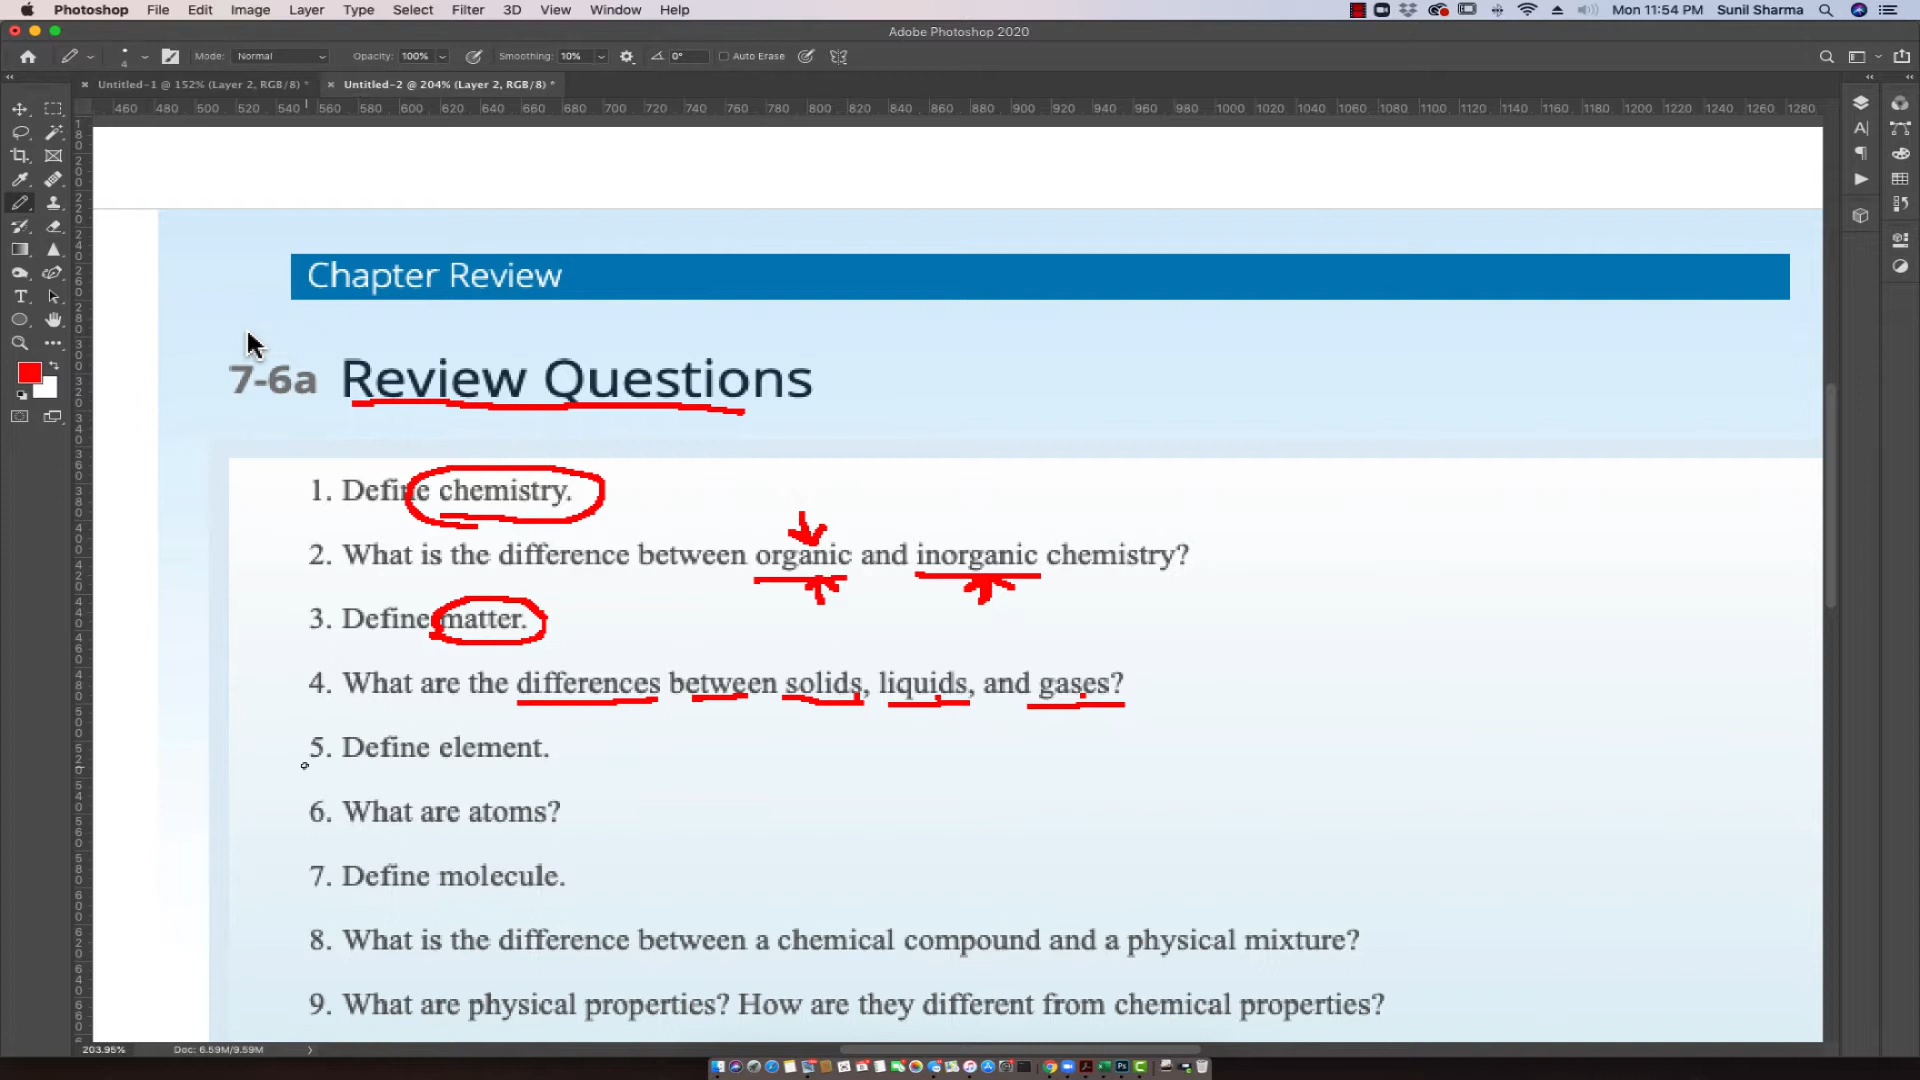 Photoshop File Edit Image Layer Type Select Filter 3D View Window Help Mon 11:54 PM Sunil Sharma
Adobe Photoshop 2020
4 Mode: Normal Opacity: 100% Smoothing: 10% 0° Auto Erase
Untitled-1 @ 152% (Layer 2, RGB/8) * Untitled-2 @ 204% (Layer 2, RGB/8) *
460 480 500 520 540 560 580 600 620 640 660 680 700 720 740 760 780 800 820 840 860 880 900 920 940 960 980 1000 1020 1040 1060 1080 1100 1120 1140 1160 1180 1200 1220 1240 1260 1280
Chapter Review
7-6a Review Questions
1. Define chemistry.
2. What is the difference between organic and inorganic chemistry?
3. Define matter.
4. What are the differences between solids, liquids, and gases?
5. Define element.
6. What are atoms?
7. Define molecule.
8. What is the difference between a chemical compound and a physical mixture?
9. What are physical properties? How are they different from chemical properties?
203.95% Doc: 6.59M/9.59M